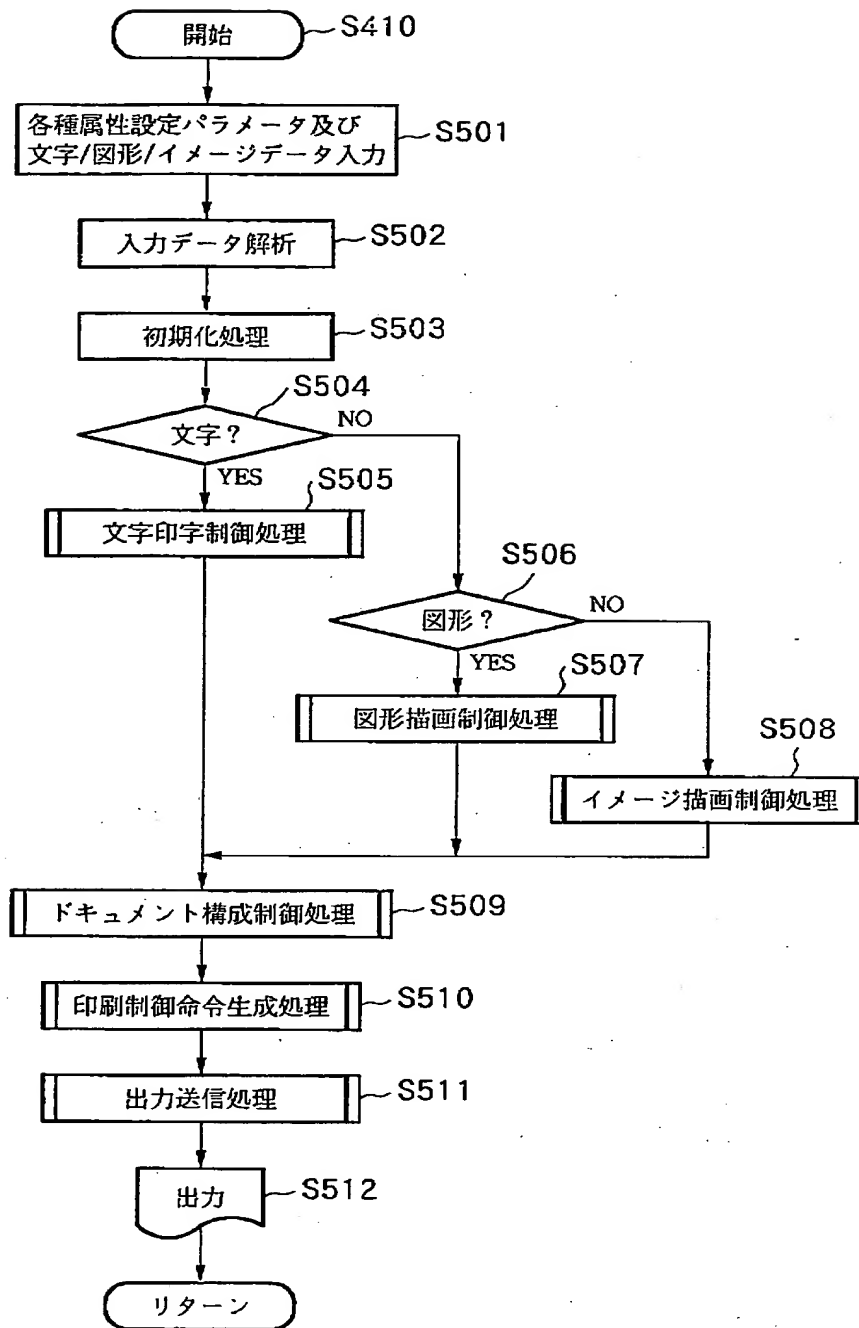 開始
S410
各種属性設定パラメータ及び
文字/図形/イメージデータ入力
S501
入力データ解析
S502
初期化処理
S503
S504
文字?
NO
YES
S505
文字印字制御処理
S506
図形?
NO
YES
S507
図形描画制御処理
S508
イメージ描画制御処理
ドキュメント構成制御処理
S509
印刷制御命令生成処理
S510
出力送信処理
S511
出力
S512
リターン